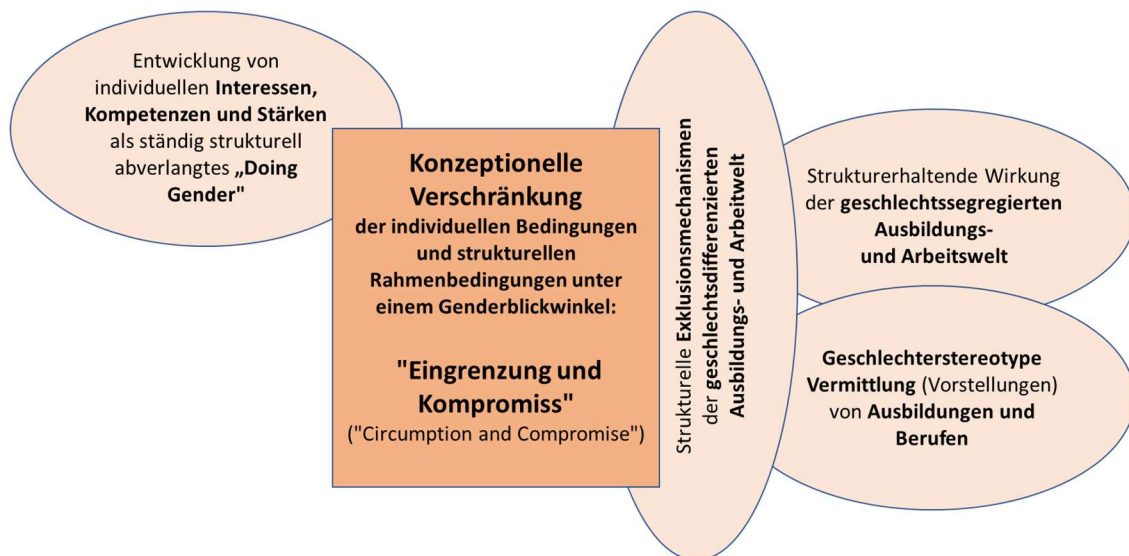 Entwicklung von
individuellen Interessen,
Kompetenzen und Stärken
als ständig strukturell
abverlangtes „Doing
Gender"
Konzeptionelle
Verschränkung
der individuellen Bedingungen
und strukturellen
Rahmenbedingungen unter
einem Genderblickwinkel:
"Eingrenzung und
Kompromiss"
("Circumption and Compromise")
Strukturelle Exklusionsmechanismen
der geschlechtsdifferenzierten
Ausbildungs- und Arbeitwelt
Strukturerhaltende Wirkung
der geschlechtssegregierten
Ausbildungs-
und Arbeitswelt
Geschlechterstereotype
Vermittlung (Vorstellungen)
von Ausbildungen und
Berufen